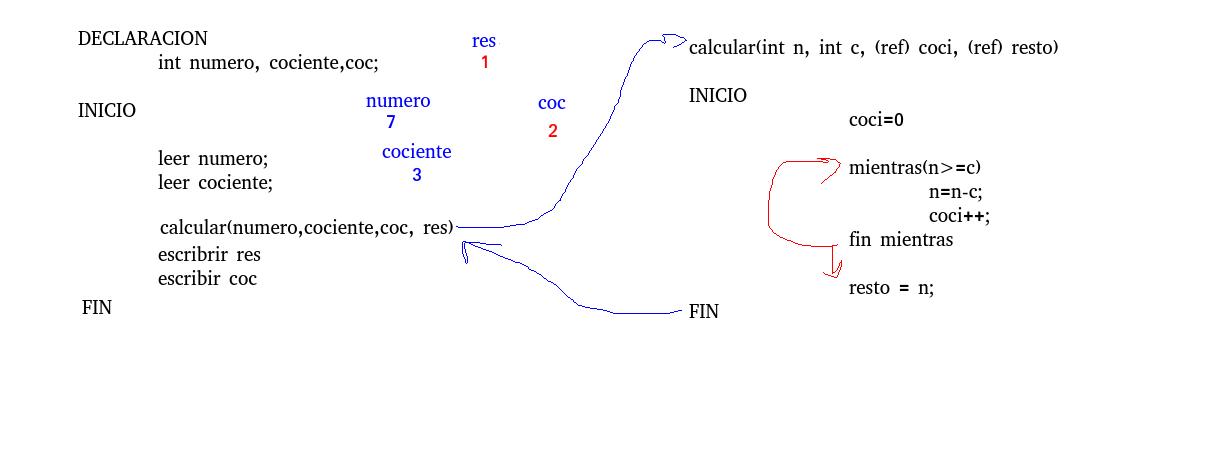 DECLARACION
int numero, cociente,coc;
res
1
INICIO
numero
7
coc
2
leer numero;
cociente
3
leer cociente;
calcular(numero,cociente,coc, res)
escribrir res
escribir coc
FIN
calcular(int n, int c, (ref) coci, (ref) resto)
INICIO
coci=0
mientras(n>=c)
n=n-c;
coci++;
fin mientras
resto = n;
FIN